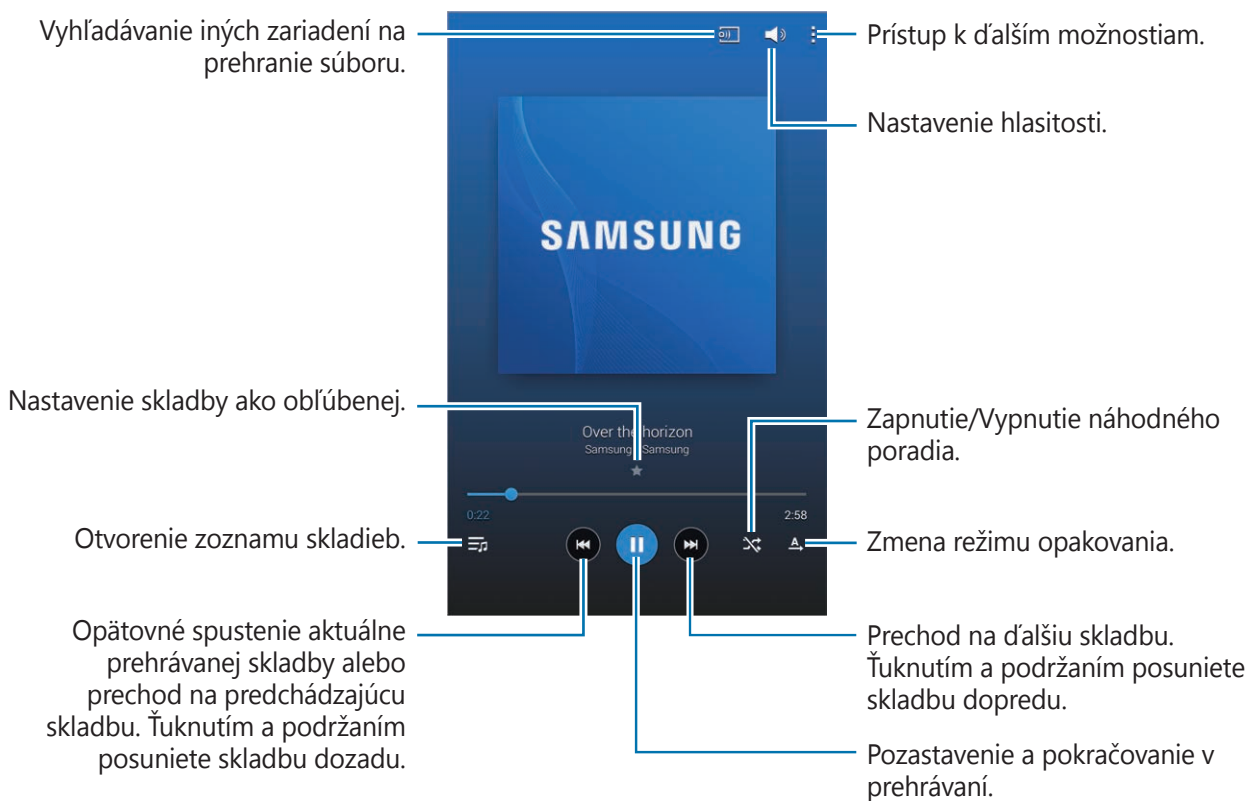 Vyhľadávanie iných zariadení na
prehranie súboru.
Prístup k ďalším možnostiam.
Nastavenie hlasitosti.
SAMSUNG
Nastavenie skladby ako obľúbenej.
Over the horizon
Samsung Samsung
Zapnutie/Vypnutie náhodného
poradia.
0:22
2:58
Otvorenie zoznamu skladieb.
A
Zmena režimu opakovania.
Opätovné spustenie aktuálne
prehrávanej skladby alebo
prechod na predchádzajúcu
skladbu. Ťuknutím a podržaním
posuniete skladbu dozadu.
Prechod na ďalšiu skladbu.
Ťuknutím a podržaním posuniete
skladbu dopredu.
Pozastavenie a pokračovanie v
prehrávaní.